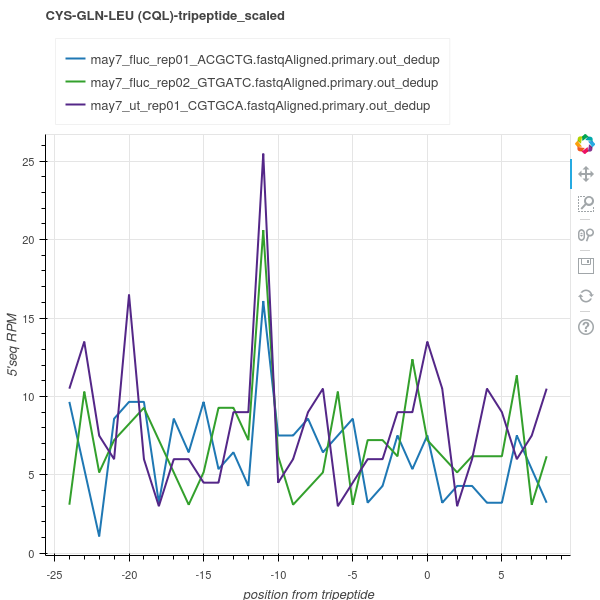 CYS-GLN-LEU (CQL)-tripeptide_scaled
may7_fluc_rep01_ACGCTG.fastqAligned.primary.out_dedup
may7_fluc_rep02_GTGATC.fastqAligned.primary.out_dedup
may7_ut_rep01_CGTGCA.fastqAligned.primary.out_dedup
25
20
15
10
5
0
5'seq RPM
-25 -20 -15 -10 -5 0 5
position from tripeptide